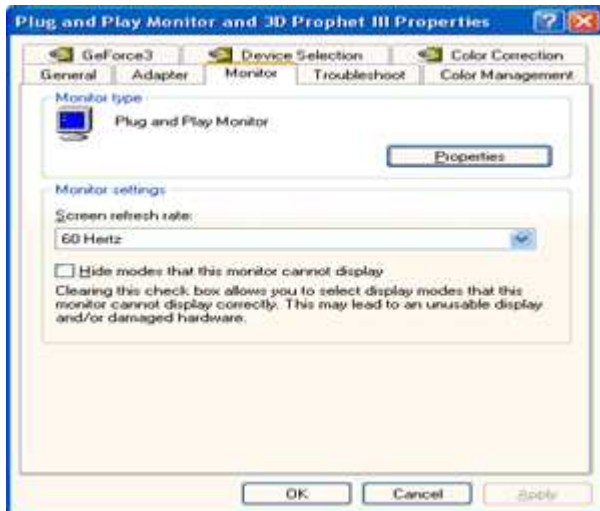 Plug and Play Monitor and 3D Prophet III Properties
GeForce3 Device Selection Color Correction
General Adapter Monitor Troubleshoot Color Management
Monitor type
Plug and Play Monitor
Properties
Monitor settings
Screen refresh rate:
60 Hertz
Hide modes that this monitor cannot display
Clearing this check box allows you to select display modes that this
monitor cannot display correctly. This may lead to an unusable display
and/or damaged hardware.
OK Cancel Apply